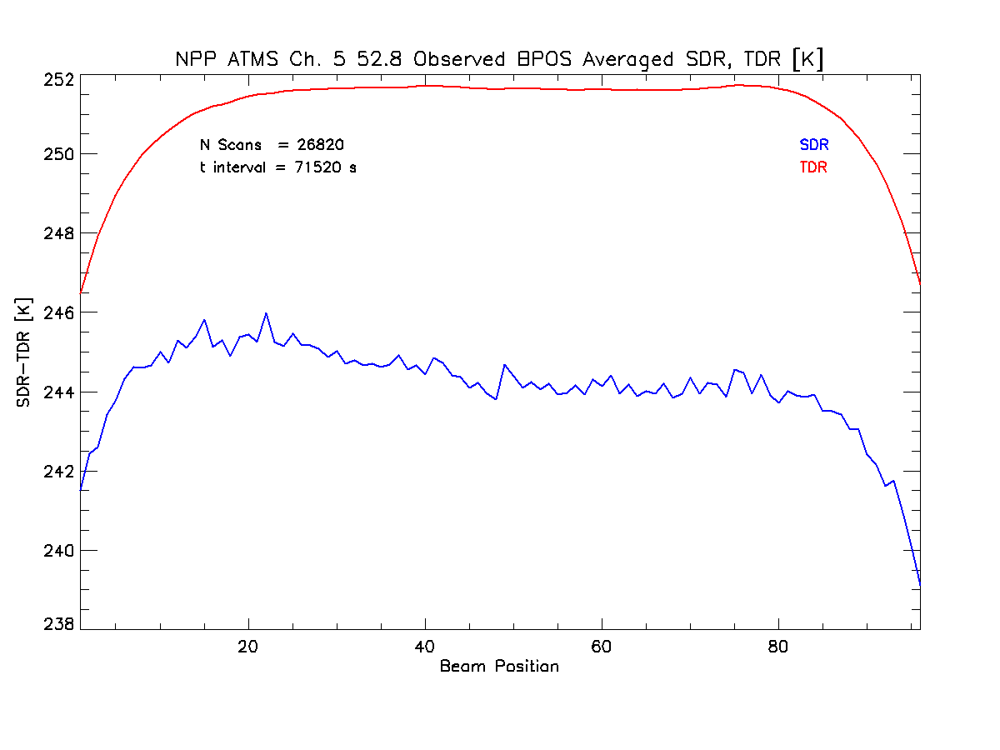 NPP ATMS Ch. 5 52.8 Observed BPOS Averaged SDR, TDR [K]
252
250
248
246
244
242
240
238
SDR-TDR [K]
N Scans = 26820
t interval = 71520 s
SDR
TDR
20 40 60 80
Beam Position